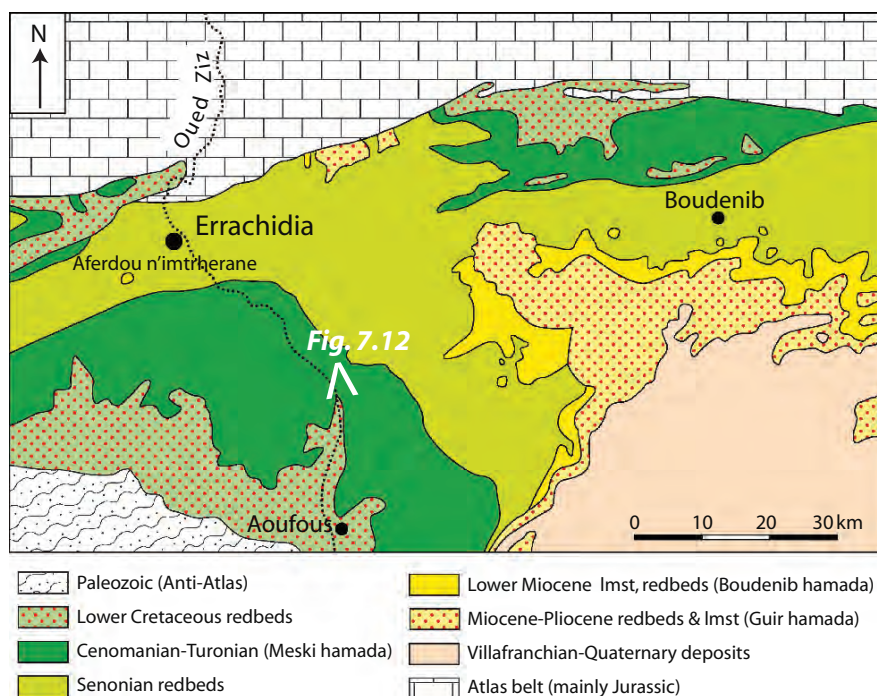 N
Oued Ziz
Errachidia
Aferdou n'imtrherane
Boudenib
Fig. 7.12
Aoufous
0 10 20 30 km
Paleozoic (Anti-Atlas)
Lower Cretaceous redbeds
Cenomanian-Turonian (Meski hamada)
Senonian redbeds
Lower Miocene lmst, redbeds (Boudenib hamada)
Miocene-Pliocene redbeds & lmst (Guir hamada)
Villafranchian-Quaternary deposits
Atlas belt (mainly Jurassic)